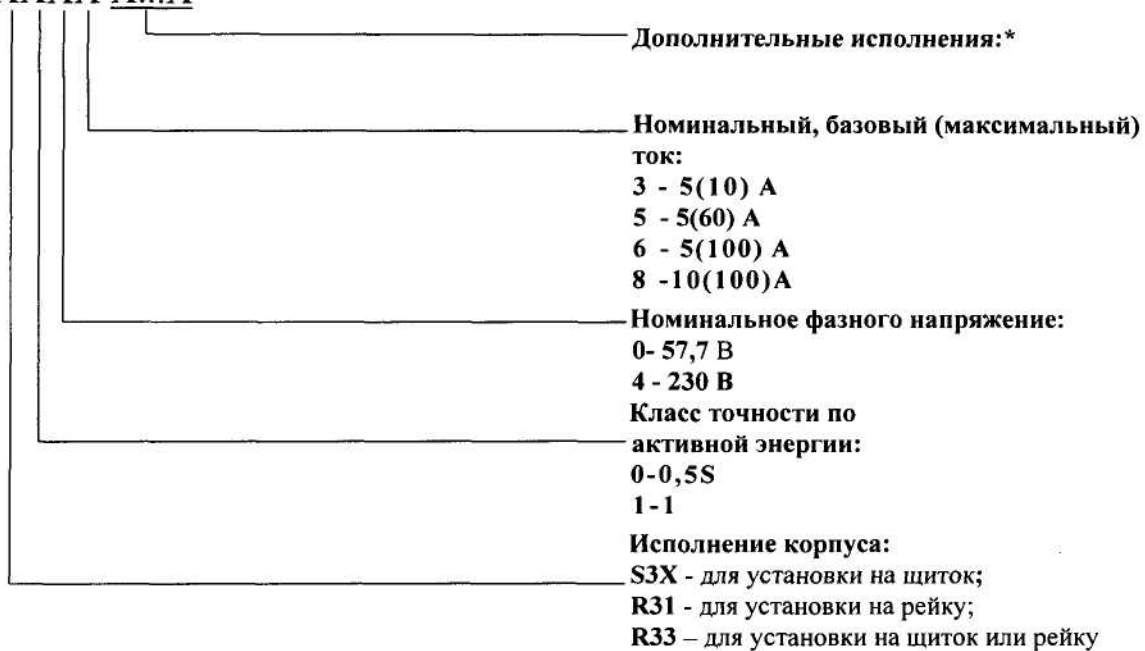 Дополнительные исполнения:*
Номинальный, базовый (максимальный)
ток:
3 - 5(10) А
5 - 5(60) А
6 - 5(100) А
8 -10(100)А
Номинальное фазного напряжение:
0- 57,7 В
4 - 230 В
Класс точности по
активной энергии:
0-0,5S
1-1
Исполнение корпуса:
S3X - для установки на щиток;
R31 - для установки на рейку;
R33 – для установки на щиток или рейку